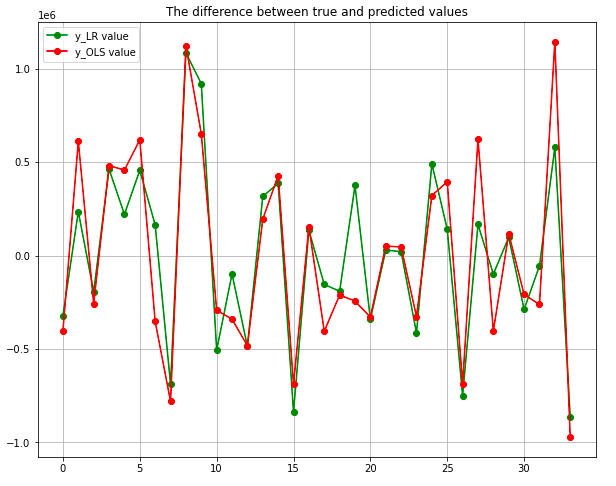 The difference between true and predicted values
1e6
y_LR value
y_OLS value
1.0
0.5
0.0
−0.5
−1.0
0 5 10 15 20 25 30